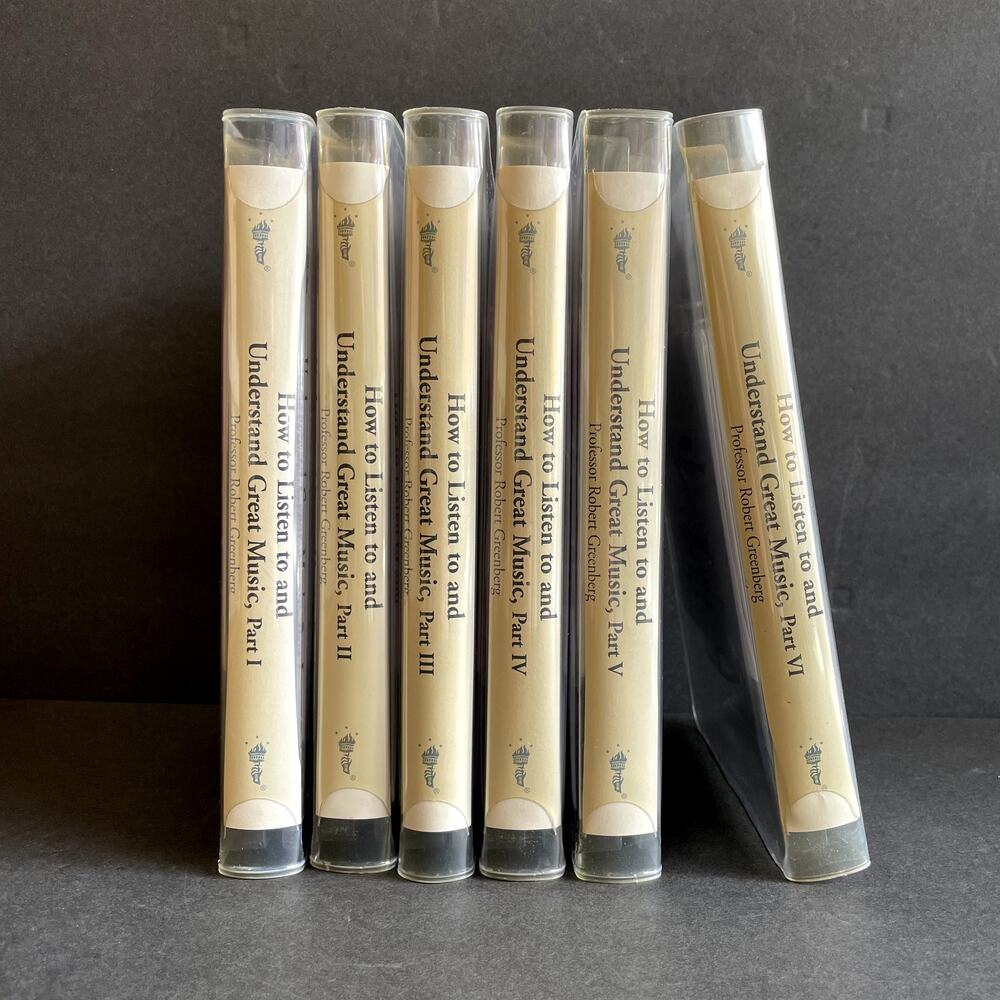 How to Listen to and
Understand Great Music, Part I
Professor Robert Greenberg
How to Listen to and
Understand Great Music, Part II
Professor Robert Greenberg
How to Listen to and
Understand Great Music, Part III
Professor Robert Greenberg
How to Listen to and
Understand Great Music, Part IV
Professor Robert Greenberg
How to Listen to and
Understand Great Music, Part V
Professor Robert Greenberg
How to Listen to and
Understand Great Music, Part VI
Professor Robert Greenberg